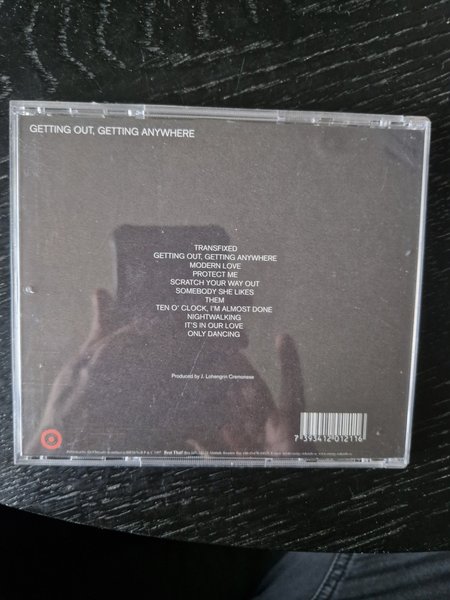 GETTING OUT, GETTING ANYWHERE
TRANSFIXED
GETTING OUT, GETTING ANYWHERE
MODERN LOVE
PROTECT ME
SCRATCH YOUR WAY OUT
SOMEBODY SHE LIKES
THEM
TEN O' CLOCK, I'M ALMOST DONE
NIGHTWALKING
IT'S IN OUR LOVE
ONLY DANCING
Produced by J. Lohengrin Cremonese
7 393412 012116